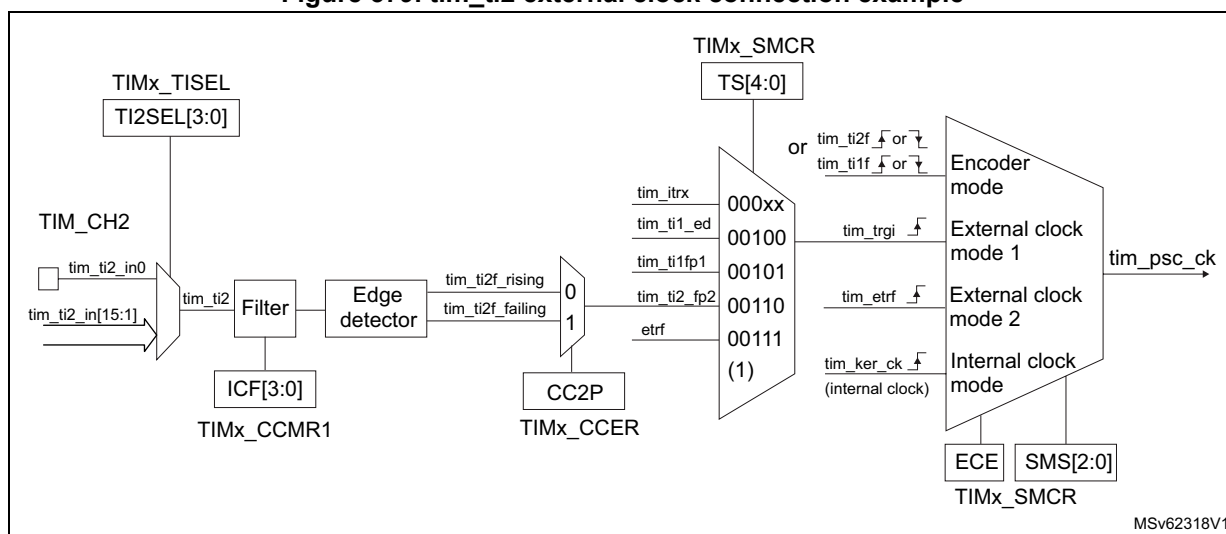 Figure 370. tim_ti2 external clock connection example
TIMx_SMCR
TS[4:0]
TIMx_TISEL
TI2SEL[3:0]
TIM_CH2
tim_ti2_in0
tim_ti2_in[15:1]
tim_ti2
Filter
ICF[3:0]
TIMx_CCMR1
Edge
detector
tim_ti2f_rising
tim_ti2f_failing
0
1
CC2P
TIMx_CCER
tim_itrx
000xx
tim_ti1_ed
00100
tim_ti1fp1
00101
tim_ti2_fp2
00110
etrf
00111
(1)
or tim_ti2f or
tim_ti1f or
Encoder
mode
tim_trgi
External clock
mode 1
tim_etrf
External clock
mode 2
tim_ker_ck
(internal clock)
Internal clock
mode
tim_psc_ck
ECE
SMS[2:0]
TIMx_SMCR
MSv62318V1